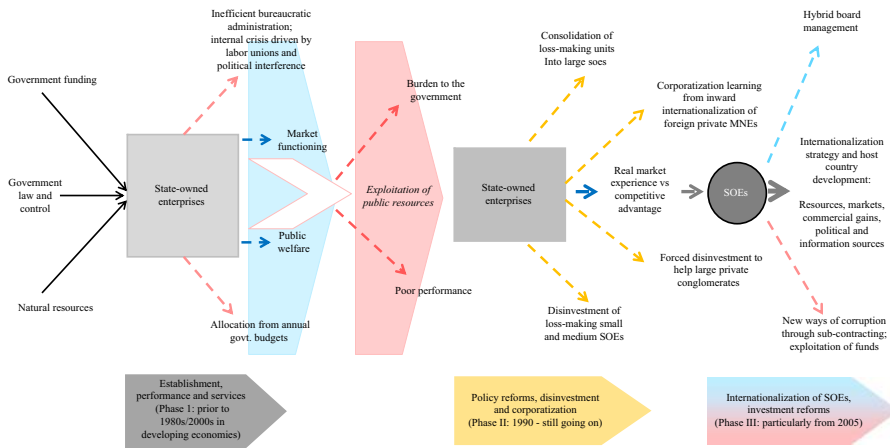 Inefficient bureaucratic
administration;
internal crisis driven by
labor unions and
political interference
Government funding
Government
law and
control
Natural resources
State-owned
enterprises
Market
functioning
Public
welfare
Allocation from annual
govt. budgets
Burden to the
government
Exploitation of
public resources
Poor performance
Consolidation of
loss-making units
Into large soes
Corporatization learning
from inward
internationalization of
foreign private MNEs
State-owned
enterprises
Real market
experience vs
competitive
advantage
Forced disinvestment to
help large private
conglomerates
Disinvestment of
loss-making small
and medium SOEs
Hybrid board
management
SOEs
Internationalization
strategy and host
country
development:
Resources, markets,
commercial gains,
political and
information sources
New ways of corruption
through sub-contracting;
exploitation of funds
Establishment,
performance and services
(Phase 1: prior to
1980s/2000s in
developing economies)
Policy reforms, disinvestment
and corporatization
(Phase II: 1990 - still going on)
Internationalization of SOEs,
investment reforms
(Phase III: particularly from 2005)